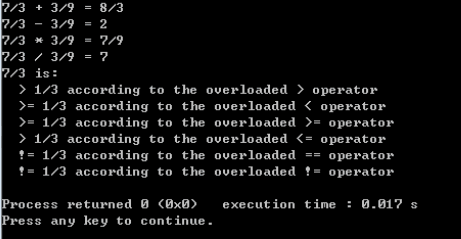 7/3 + 3/9 = 8/3
7/3 - 3/9 = 2
7/3 * 3/9 = 7/9
7/3 / 3/9 = 7
7/3 is:
  > 1/3 according to the overloaded > operator
  >= 1/3 according to the overloaded < operator
  >= 1/3 according to the overloaded >= operator
  > 1/3 according to the overloaded <= operator
  != 1/3 according to the overloaded == operator
  != 1/3 according to the overloaded != operator
Process returned 0 (0x0)   execution time : 0.017 s
Press any key to continue.